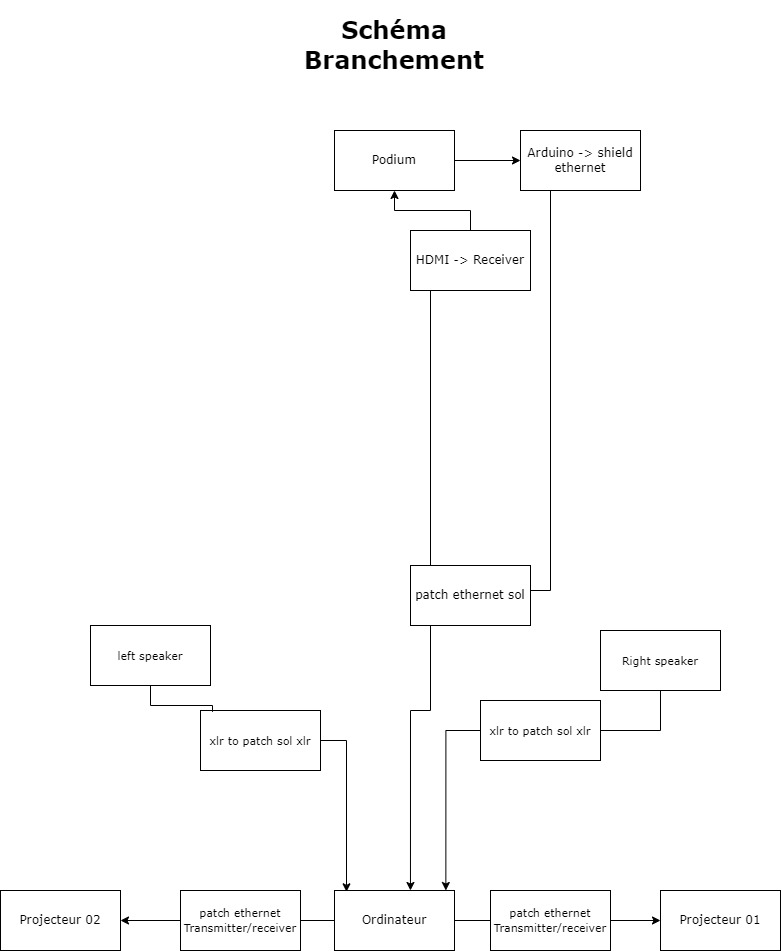 Schéma
Branchement
Podium
Arduino -> shield
ethernet
HDMI -> Receiver
patch ethernet sol
left speaker
Right speaker
xlr to patch sol xlr
xlr to patch sol xlr
Projecteur 02
patch ethernet
Transmitter/receiver
Ordinateur
patch ethernet
Transmitter/receiver
Projecteur 01